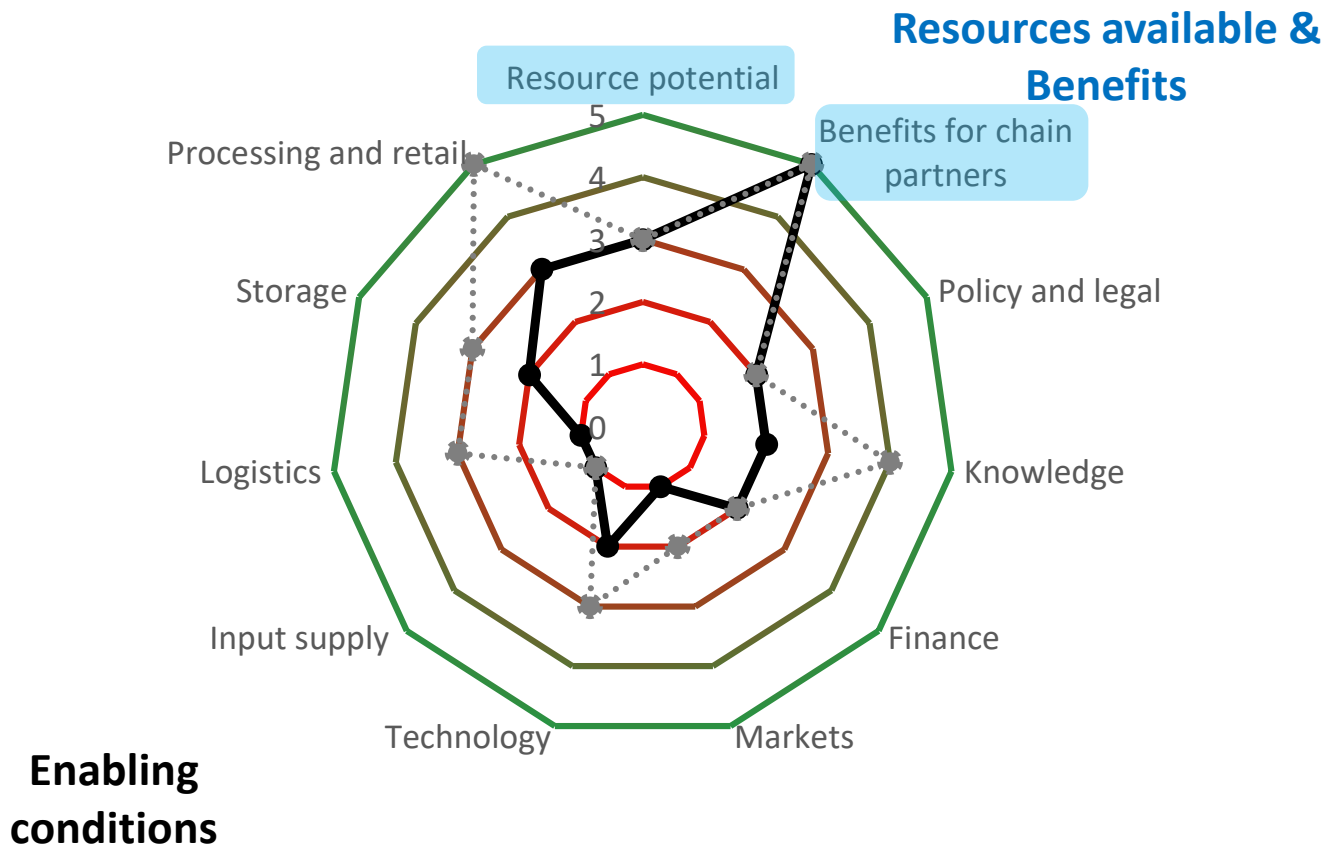 Resources available &
Benefits
Resource potential
Benefits for chain
partners
Processing and retail
Storage
Policy and legal
Logistics
Knowledge
Input supply
Finance
Technology
Markets
5
4
3
2
1
0
Enabling
conditions